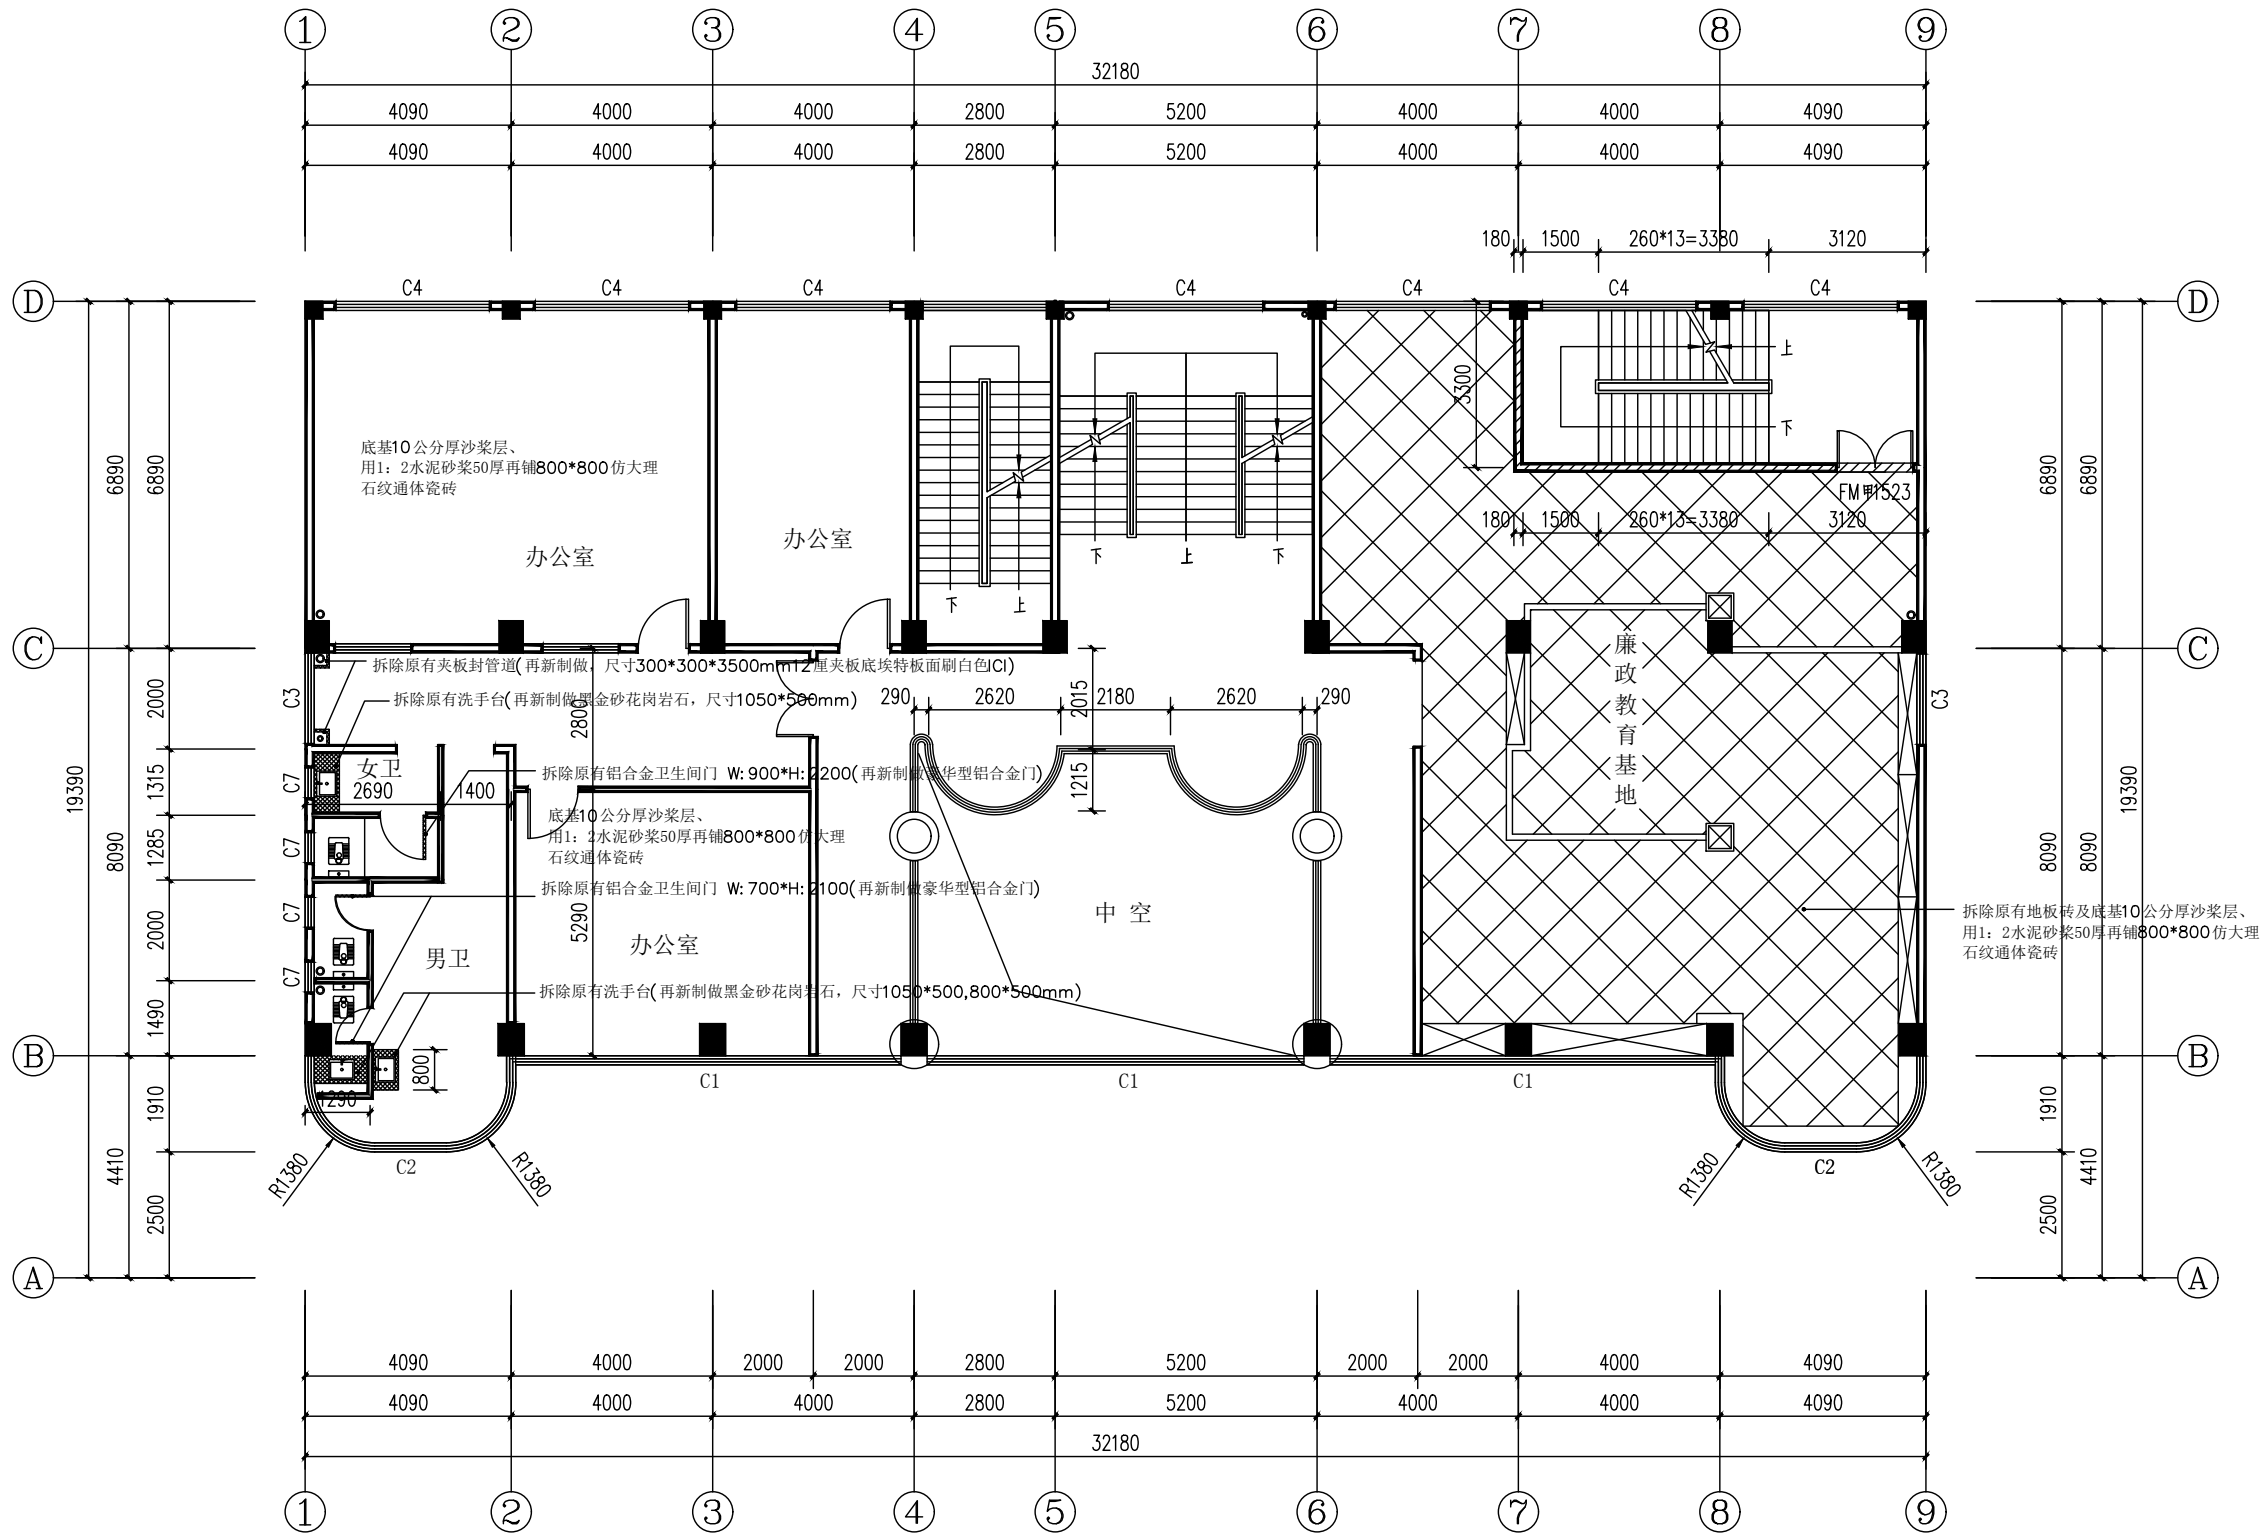 1 2 3 4 5 6 7 8 9
32180
4090 4000 4000 2800 5200 4000 4000 4090
4090 4000 4000 2800 5200 4000 4000 4090
180 1500 260*13=3380 3120
D C4 C4 C4 C4 C4 C4 C4 D
上
3300
下
底基10公分厚沙桨层、
用1：2水泥砂桨50厚再铺800*800仿大理
石纹通体瓷砖
6890 6890 6890 6890
FM甲1523
180 1500 260*13=3380 3120
办公室 办公室
下 上 下 上 下
C C
廉政教育基地
拆除原有夹板封管道(再新制做，尺寸300*300*3500mm12厘夹板底埃特板面刷白色ICI)
拆除原有洗手台(再新制做黑金砂花岗岩石，尺寸1050*500mm)
C3 2000 2800 290 2620 2180 2620 290 2015 C3
女卫
拆除原有铝合金卫生间门 W:900*H:2200(再新制做豪华型铝合金门)
19390 1315 C7 2690 1400 1215 19390
底基10公分厚沙桨层、
用1：2水泥砂桨50厚再铺800*800仿大理
石纹通体瓷砖
8090 1285 C7 8090 8090
拆除原有铝合金卫生间门 W:700*H:2100(再新制做豪华型铝合金门)
2000 C7 5290
中 空
办公室
男卫
拆除原有地板砖及底基10公分厚沙桨层、
用1：2水泥砂桨50厚再铺800*800仿大理
石纹通体瓷砖
C7
拆除原有洗手台(再新制做黑金砂花岗岩石，尺寸1050*500,800*500mm)
1490
B B
800
C1 C1 C1
1290
1910 1910
4410 4410
C2 C2
R1380 R1380 R1380 R1380
2500 2500
A A
4090 4000 2000 2000 2800 5200 2000 2000 4000 4090
4090 4000 4000 2800 5200 4000 4000 4090
32180
1 2 3 4 5 6 7 8 9